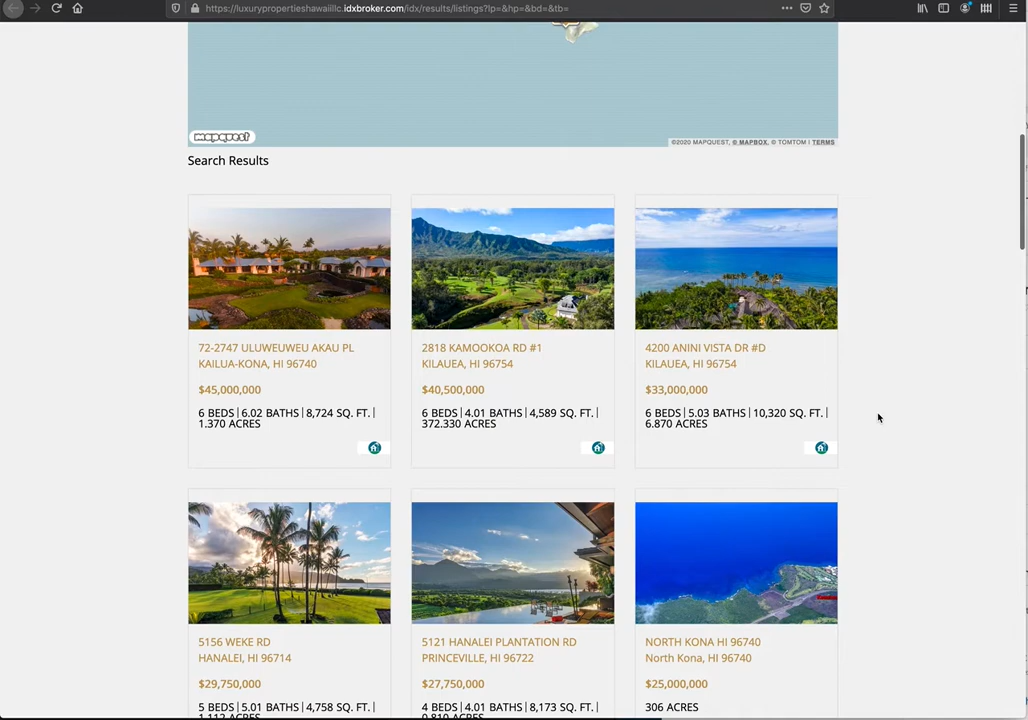 https://luxurypropertieshawaiillc.idxbroker.com/idx/results/listings?lp=&hp=&bd=&tb=
mapquest
©2020 MAPQUEST, © MAPBOX, © TOMTOM | TERMS
Search Results
72-2747 ULUWEUWEU AKAU PL
KAILUA-KONA, HI 96740
$45,000,000
6 BEDS | 6.02 BATHS | 8,724 SQ. FT. |
1.370 ACRES
2818 KAMOOKOA RD #1
KILAUEA, HI 96754
$40,500,000
6 BEDS | 4.01 BATHS | 4,589 SQ. FT. |
372.330 ACRES
4200 ANINI VISTA DR #D
KILAUEA, HI 96754
$33,000,000
6 BEDS | 5.03 BATHS | 10,320 SQ. FT. |
6.870 ACRES
5156 WEKE RD
HANALEI, HI 96714
$29,750,000
5 BEDS | 5.01 BATHS | 4,758 SQ. FT. |
1.112 ACRES
5121 HANALEI PLANTATION RD
PRINCEVILLE, HI 96722
$27,750,000
4 BEDS | 4.01 BATHS | 8,173 SQ. FT. |
0.810 ACRES
NORTH KONA HI 96740
North Kona, HI 96740
$25,000,000
306 ACRES